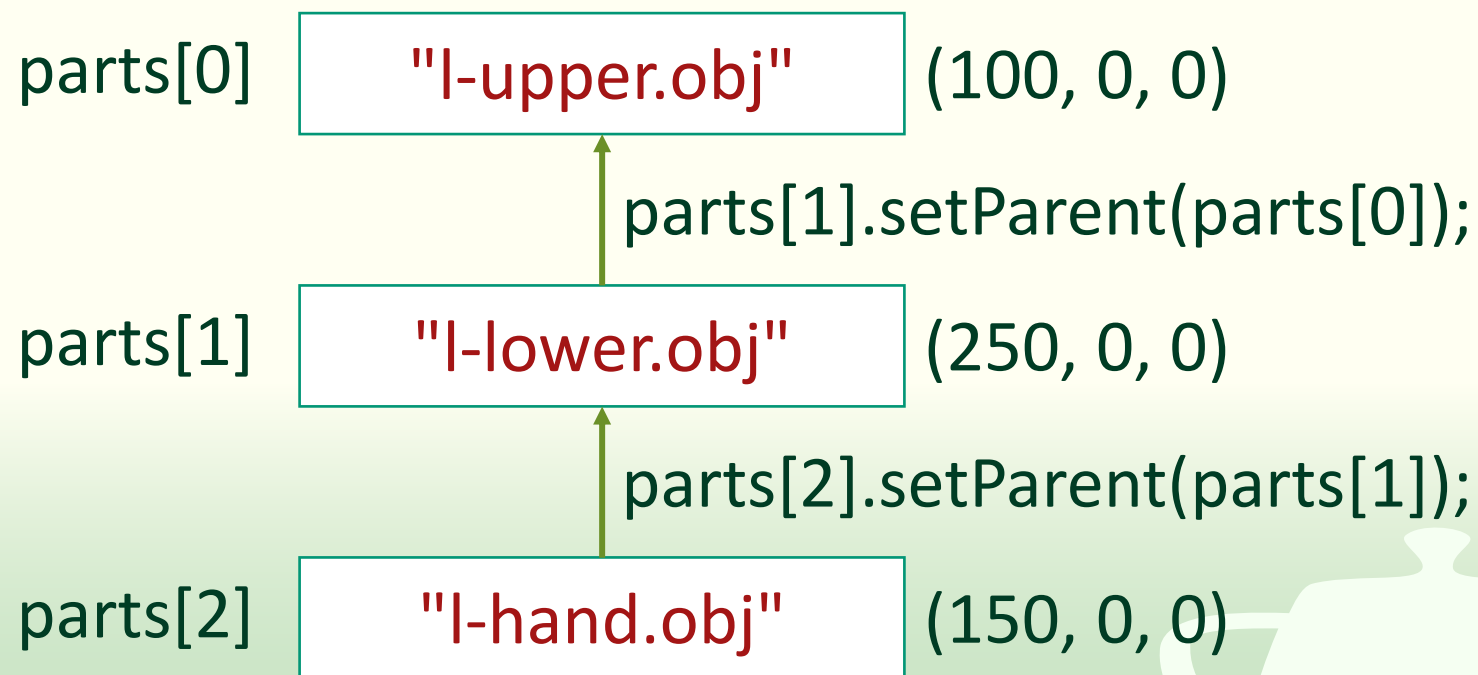 parts[0] "l-upper.obj" (100, 0, 0)
parts[1].setParent(parts[0]);
parts[1] "l-lower.obj" (250, 0, 0)
parts[2].setParent(parts[1]);
parts[2] "l-hand.obj" (150, 0, 0)